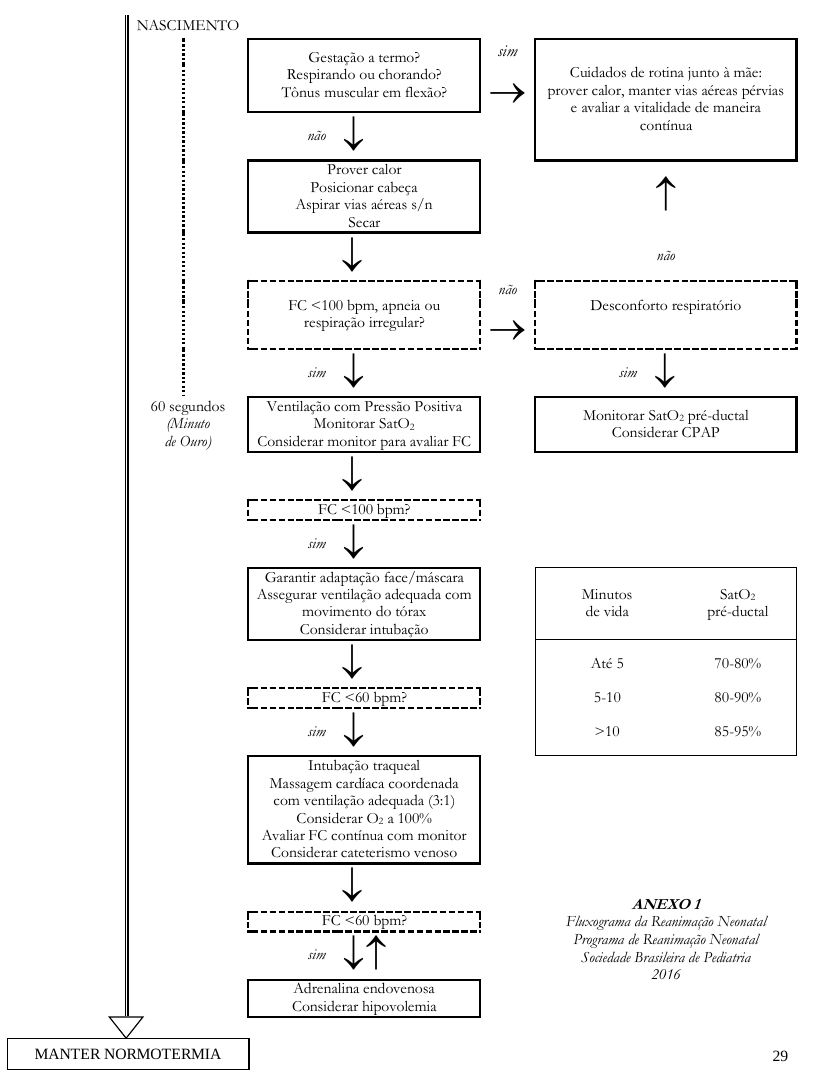 NASCIMENTO
Gestação a termo?
Respirando ou chorando?
Tônus muscular em flexão?
sim
Cuidados de rotina junto à mãe:
prover calor, manter vias aéreas pérvias
e avaliar a vitalidade de maneira
contínua
não
Prover calor
Posicionar cabeça
Aspirar vias aéreas s/n
Secar
não
FC <100 bpm, apneia ou
respiração irregular?
não
Desconforto respiratório
sim
sim
60 segundos
(Minuto
de Ouro)
Ventilação com Pressão Positiva
Monitorar SatO₂
Considerar monitor para avaliar FC
Monitorar SatO₂ pré-ductal
Considerar CPAP
FC <100 bpm?
sim
Garantir adaptação face/máscara
Assegurar ventilação adequada com
movimento do tórax
Considerar intubação
Minutos
de vida
SatO₂
pré-ductal
Até 5 70-80%
5-10 80-90%
>10 85-95%
FC <60 bpm?
sim
Intubação traqueal
Massagem cardíaca coordenada
com ventilação adequada (3:1)
Considerar O₂ a 100%
Avaliar FC contínua com monitor
Considerar cateterismo venoso
FC <60 bpm?
sim
Adrenalina endovenosa
Considerar hipovolemia
ANEXO 1
Fluxograma da Reanimação Neonatal
Programa de Reanimação Neonatal
Sociedade Brasileira de Pediatria
2016
MANTER NORMOTERMIA
29